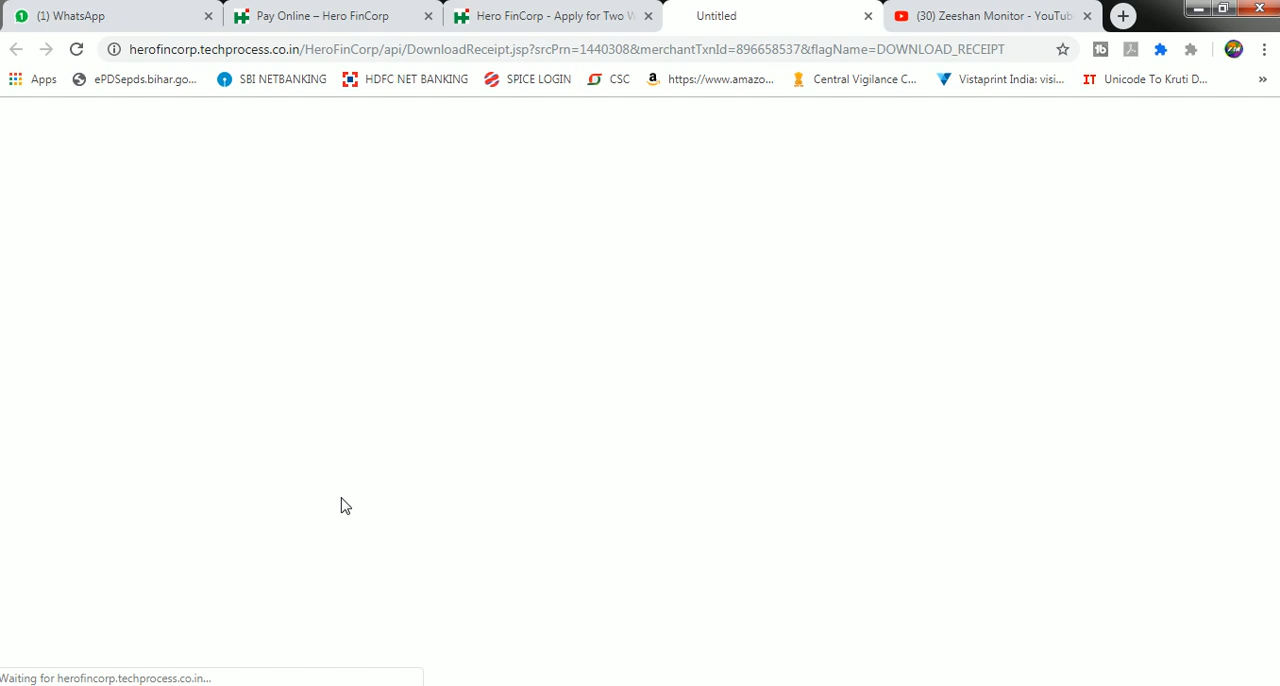 (1) WhatsApp
Pay Online – Hero FinCorp
Hero FinCorp - Apply for Two W
Untitled
(30) Zeeshan Monitor - YouTub
herofincorp.techprocess.co.in/HeroFinCorp/api/DownloadReceipt.jsp?srcPrn=1440308&merchantTxnId=896658537&flagName=DOWNLOAD_RECEIPT
Apps ePDSepds.bihar.go... SBI NETBANKING HDFC NET BANKING SPICE LOGIN CSC https://www.amazo... Central Vigilance C... Vistaprint India: visi... IT Unicode To Kruti D... »
Waiting for herofincorp.techprocess.co.in...